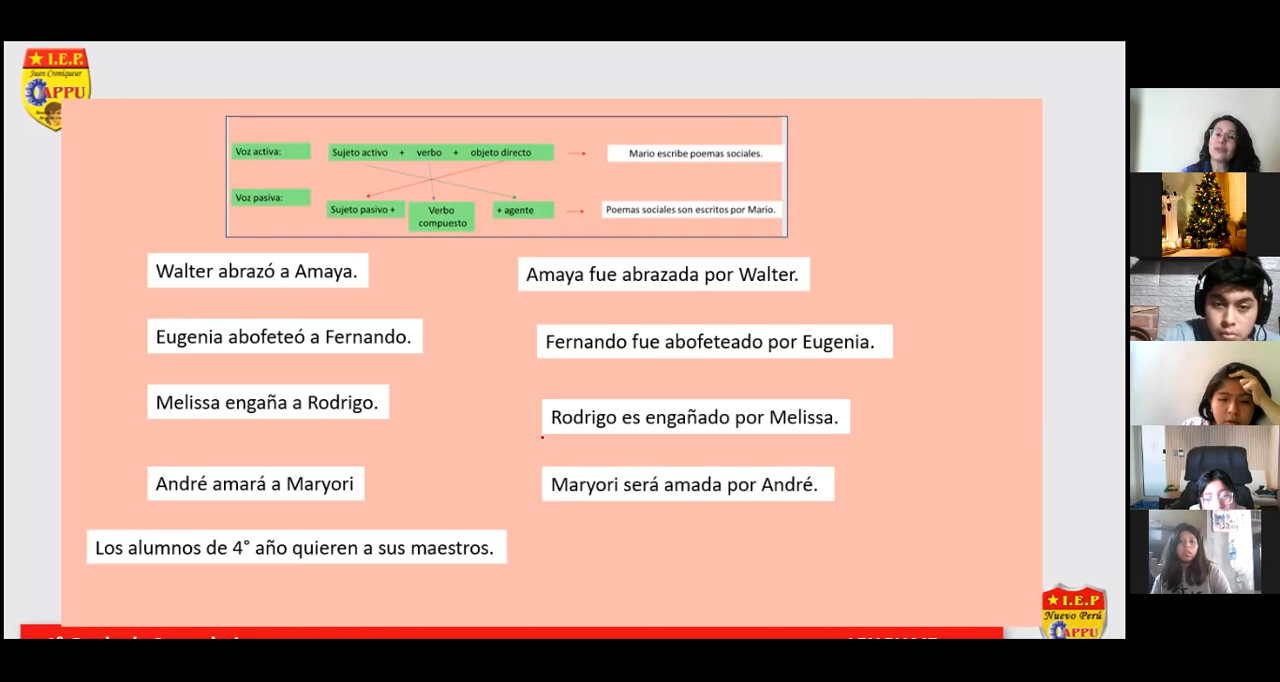 ★ I.E.P.
Juan Croniqueur
APPU
Voz activa:
Sujeto activo + verbo + objeto directo
Mario escribe poemas sociales.
Voz pasiva:
Sujeto pasivo +
Verbo
compuesto
+ agente
Poemas sociales son escritos por Mario.
Walter abrazó a Amaya.
Amaya fue abrazada por Walter.
Eugenia abofeteó a Fernando.
Fernando fue abofeteado por Eugenia.
Melissa engaña a Rodrigo.
Rodrigo es engañado por Melissa.
André amará a Maryori
Maryori será amada por André.
Los alumnos de 4° año quieren a sus maestros.
★ I.E.P
Nuevo Perú
APPU